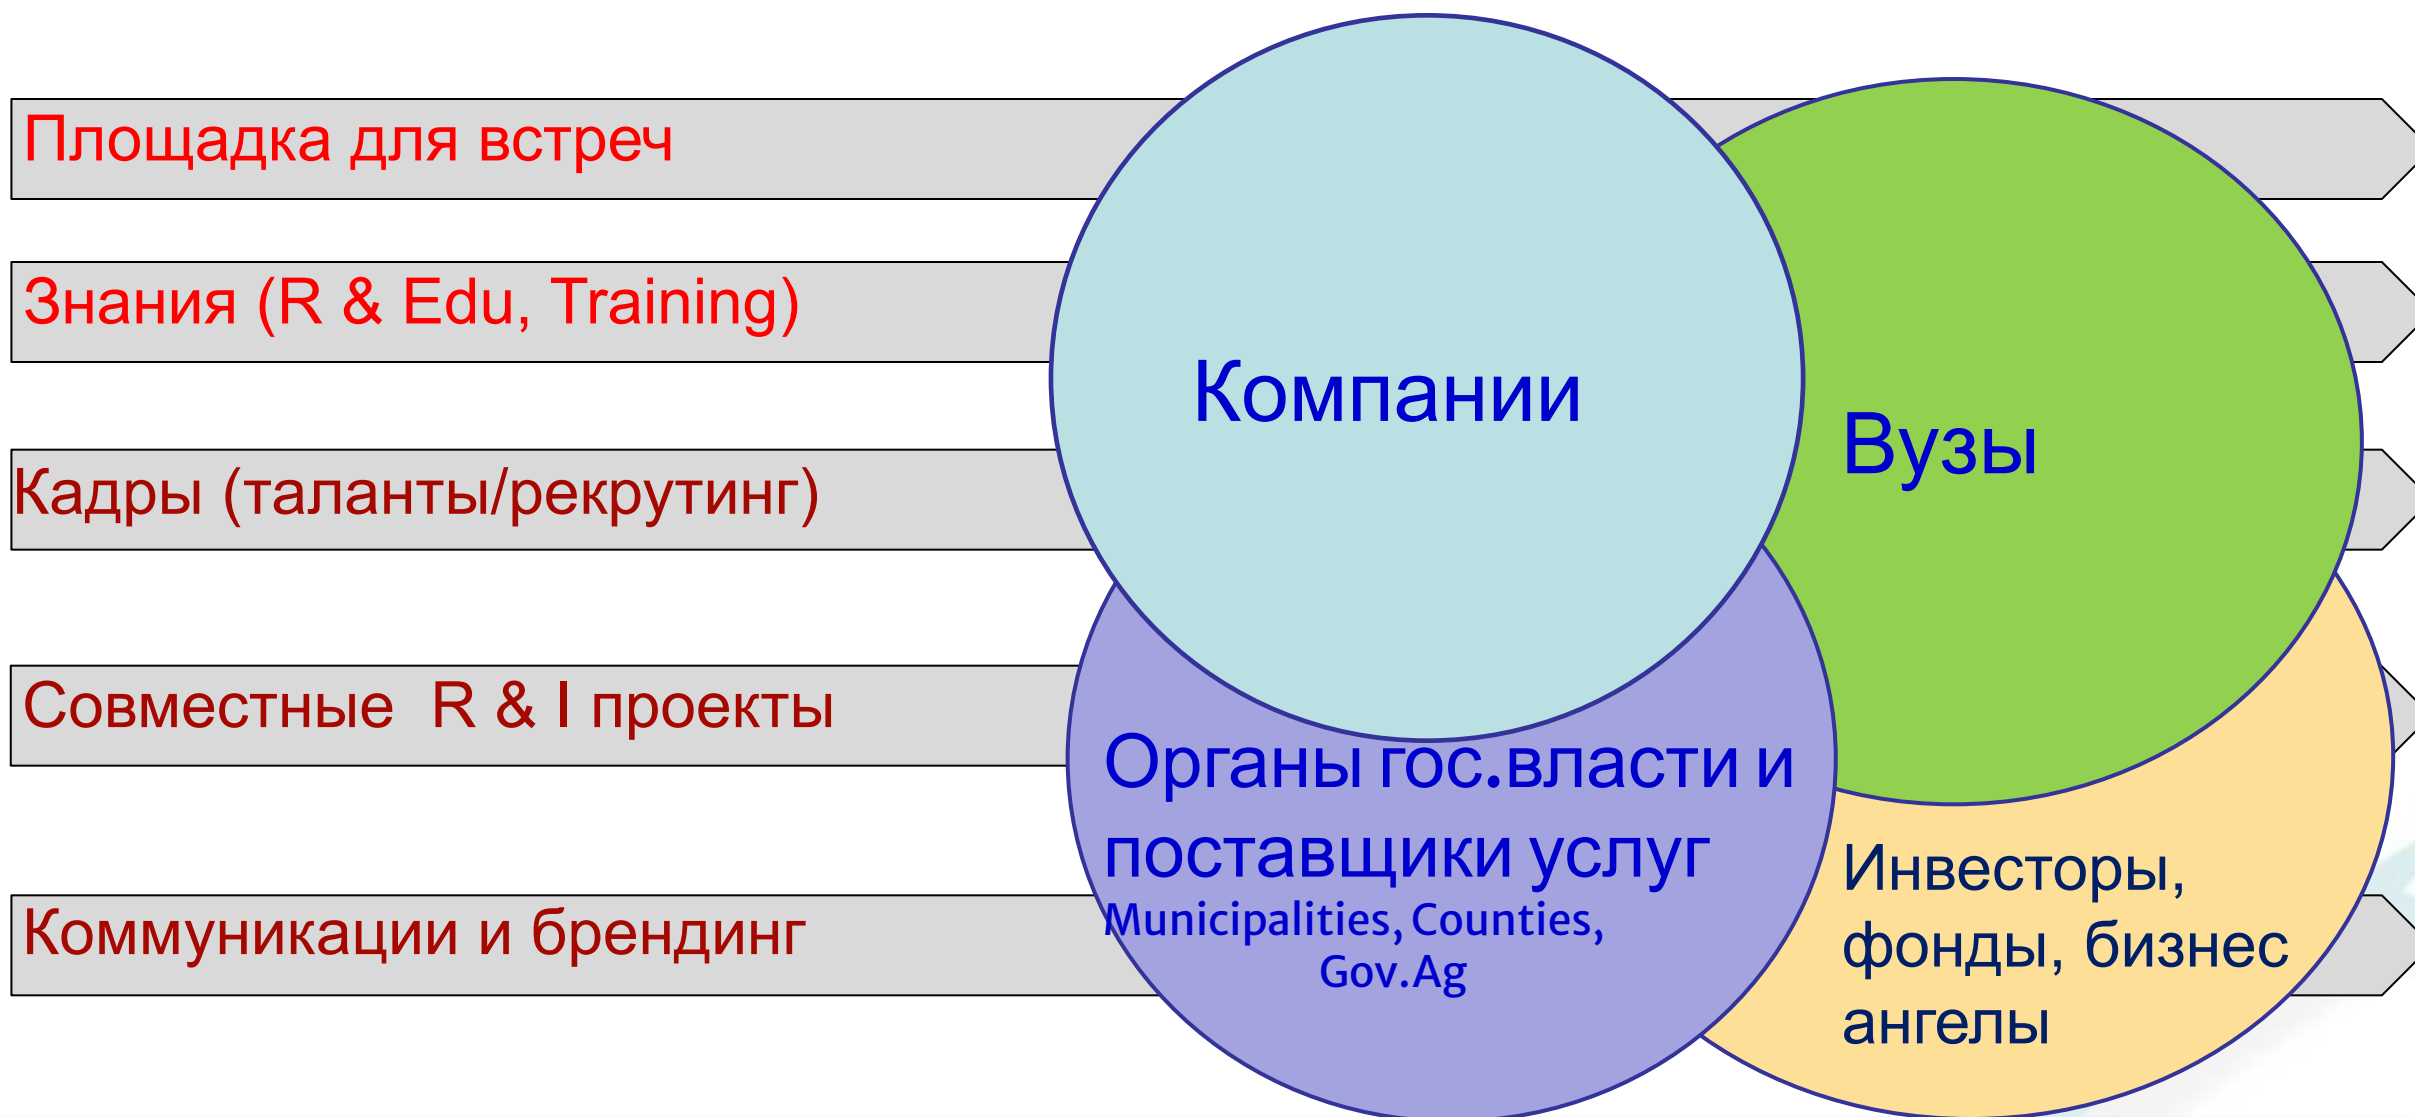 Площадка для встреч
Знания (R & Edu, Training)
Кадры (таланты/рекрутинг)
Совместные R & I проекты
Коммуникации и брендинг
Компании
Вузы
Органы гос.власти и
поставщики услуг
Municipalities, Counties,
Gov.Ag
Инвесторы,
фонды, бизнес
ангелы